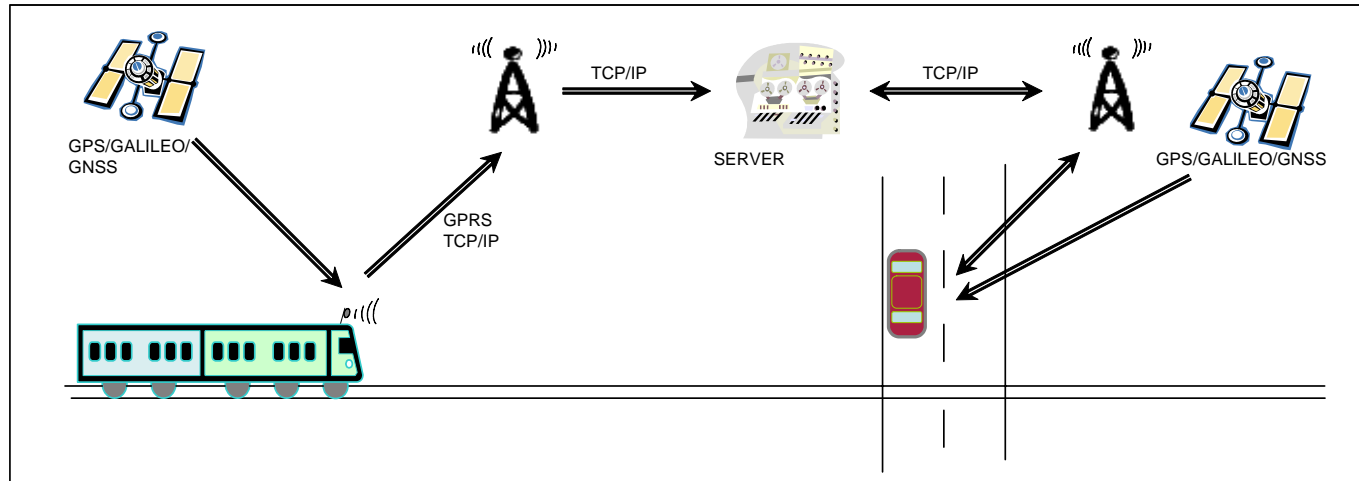 TCP/IP
TCP/IP
GPS/GALILEO/
GNSS
SERVER
GPS/GALILEO/GNSS
GPRS
TCP/IP